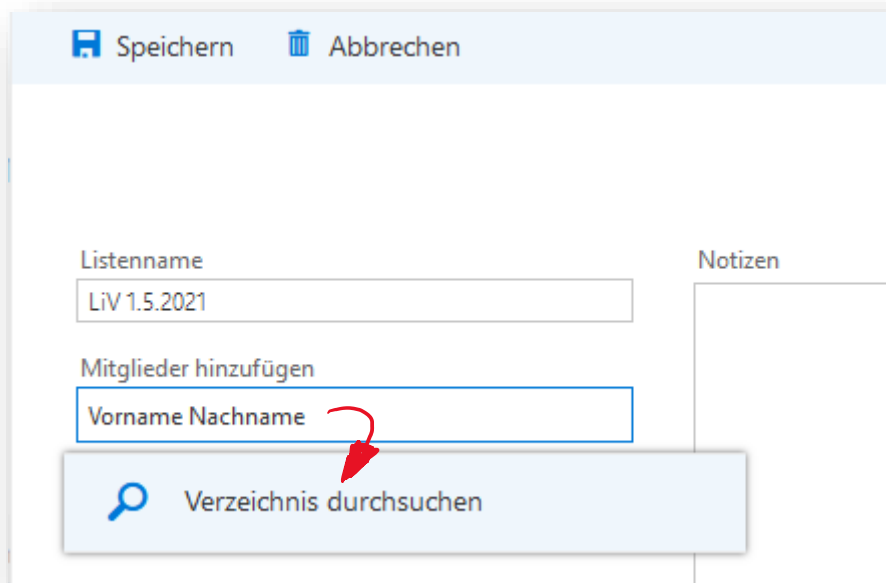 Speichern Abbrechen
Listenname
LiV 1.5.2021
Mitglieder hinzufügen
Vorname Nachname
Verzeichnis durchsuchen
Notizen